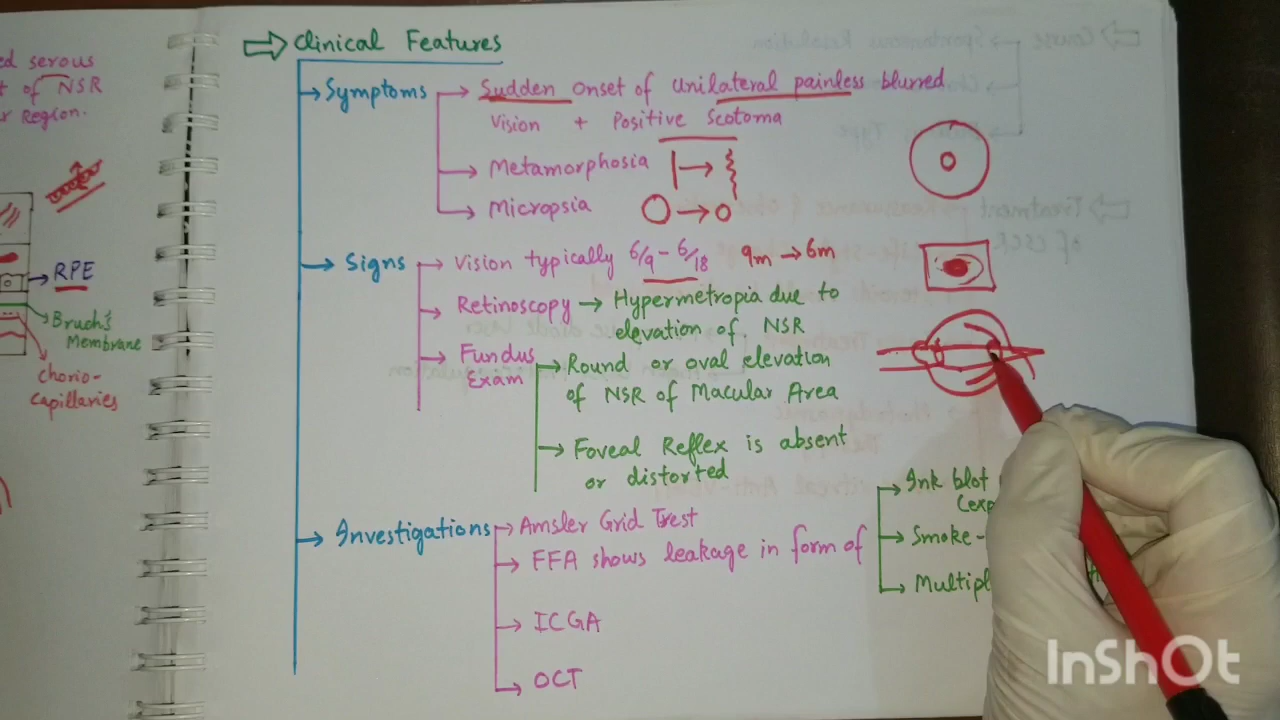 ed serous
t of NSR
r Region.
RPE
Bruch's
Membrane
Chorio-
Capillaries
Clinical Features
Symptoms
Sudden onset of Unilateral painless blurred
Vision + Positive Scotoma
Metamorphosia
Micropsia
Signs
Vision typically 6/9 - 6/18 9m → 6m
Retinoscopy → Hypermetropia due to
elevation of NSR
Fundus
Exam
Round or oval elevation
of NSR of Macular Area
Foveal Reflex is absent
or distorted
Investigations
Amsler Grid Trest
FFA shows leakage in form of
Ink blot
(exp
Smoke-
Multipl
ICGA
OCT
InShOt